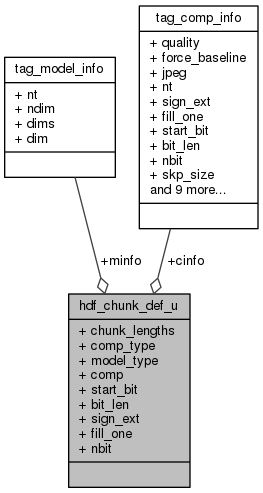 tag_comp_info
+ quality
+ force_baseline
+ jpeg
+ nt
+ sign_ext
+ fill_one
+ start_bit
+ bit_len
+ nbit
+ skp_size
and 9 more...
tag_model_info
+ nt
+ ndim
+ dims
+ dim
+minfo
+cinfo
hdf_chunk_def_u
+ chunk_lengths
+ comp_type
+ model_type
+ comp
+ start_bit
+ bit_len
+ sign_ext
+ fill_one
+ nbit